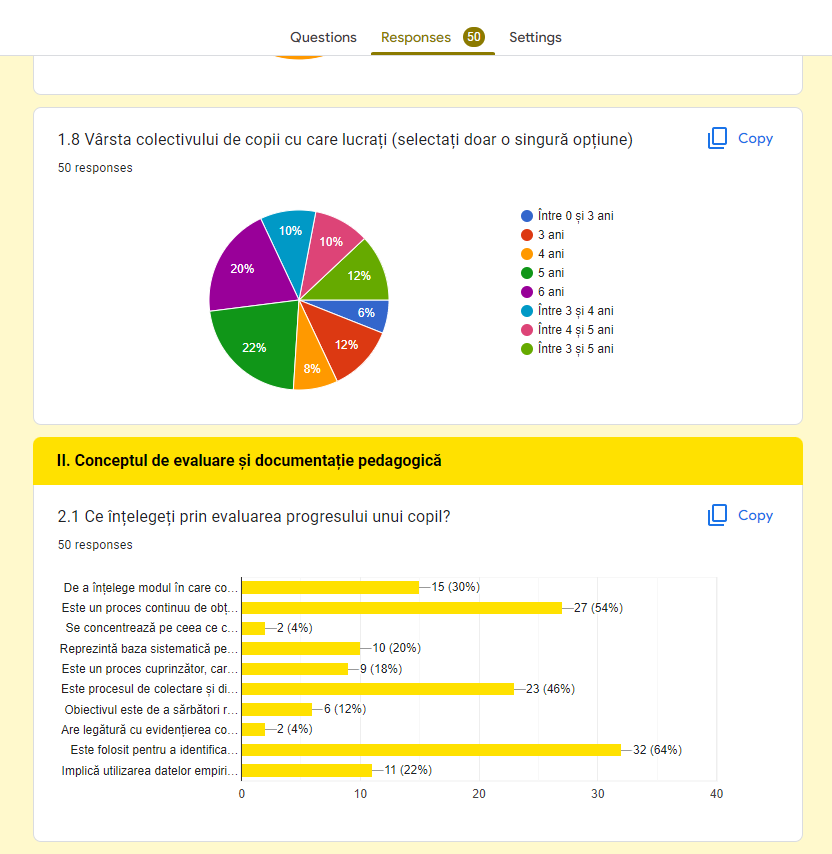 Questions
Responses 50
Settings
1.8 Vârsta colectivului de copii cu care lucrați (selectați doar o singură opțiune)
Copy
50 responses
10%
10%
12%
6%
12%
8%
22%
20%
Între 0 și 3 ani
3 ani
4 ani
5 ani
6 ani
Între 3 și 4 ani
Între 4 și 5 ani
Între 3 și 5 ani
II. Conceptul de evaluare și documentație pedagogică
2.1 Ce înțelegeți prin evaluarea progresului unui copil?
Copy
50 responses
De a înțelege modul în care co… 15 (30%)
Este un proces continuu de obț… 27 (54%)
Se concentrează pe ceea ce c… 2 (4%)
Reprezintă baza sistematică pe… 10 (20%)
Este un proces cuprinzător, car… 9 (18%)
Este procesul de colectare și di… 23 (46%)
Obiectivul este de a sărbători r… 6 (12%)
Are legătură cu evidențierea co… 2 (4%)
Este folosit pentru a identifica… 32 (64%)
Implică utilizarea datelor empiri… 11 (22%)
0 10 20 30 40